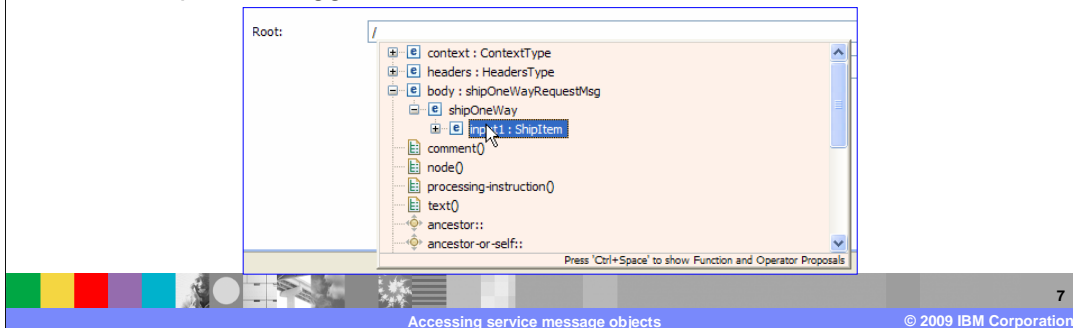 Root:
/
context : ContextType
headers : HeadersType
body : shipOneWayRequestMsg
shipOneWay
input1 : ShipItem
comment()
node()
processing-instruction()
text()
ancestor::
ancestor-or-self::
Press 'Ctrl+Space' to show Function and Operator Proposals
7
Accessing service message objects
© 2009 IBM Corporation